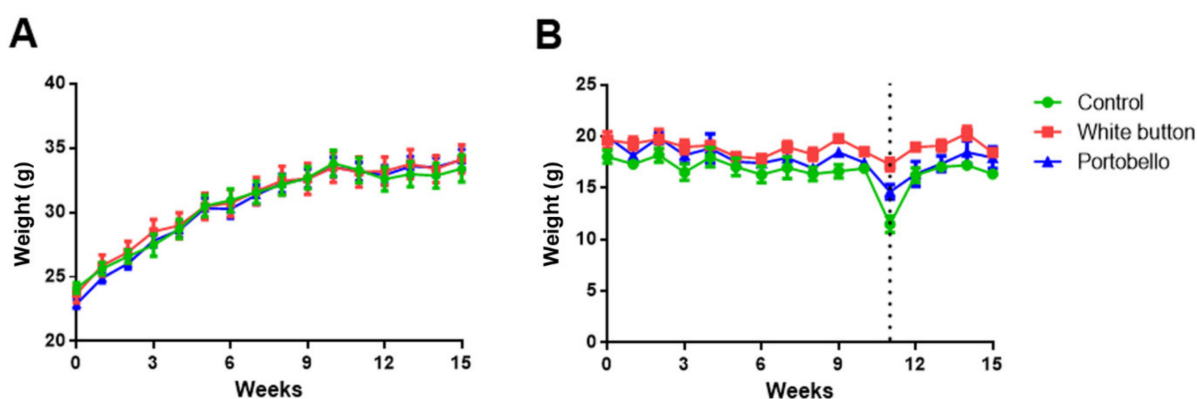 A
Weight (g)
40
35
30
25
20
0 3 6 9 12 15
Weeks
B
Weight (g)
25
20
15
10
5
0
0 3 6 9 12 15
Weeks
Control
White button
Portobello